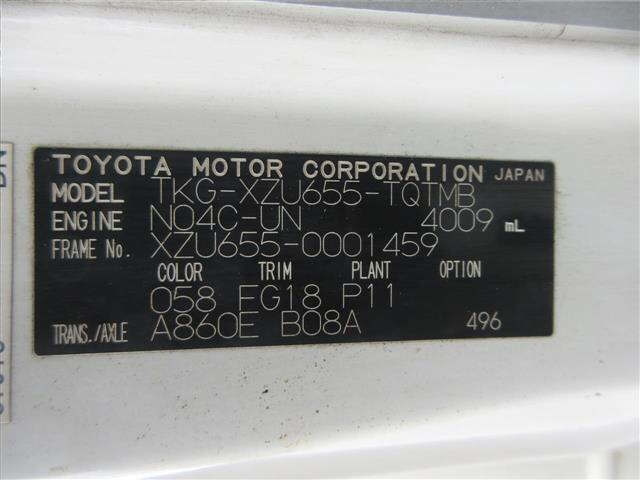 TOYOTA MOTOR CORPORATION JAPAN
MODEL TKG-XZU655-TQTMB
ENGINE N04C-UN 4009 mL
FRAME No. XZU655-0001459
COLOR TRIM PLANT OPTION
058 FG18 P11
TRANS./AXLE A860E B08A 496